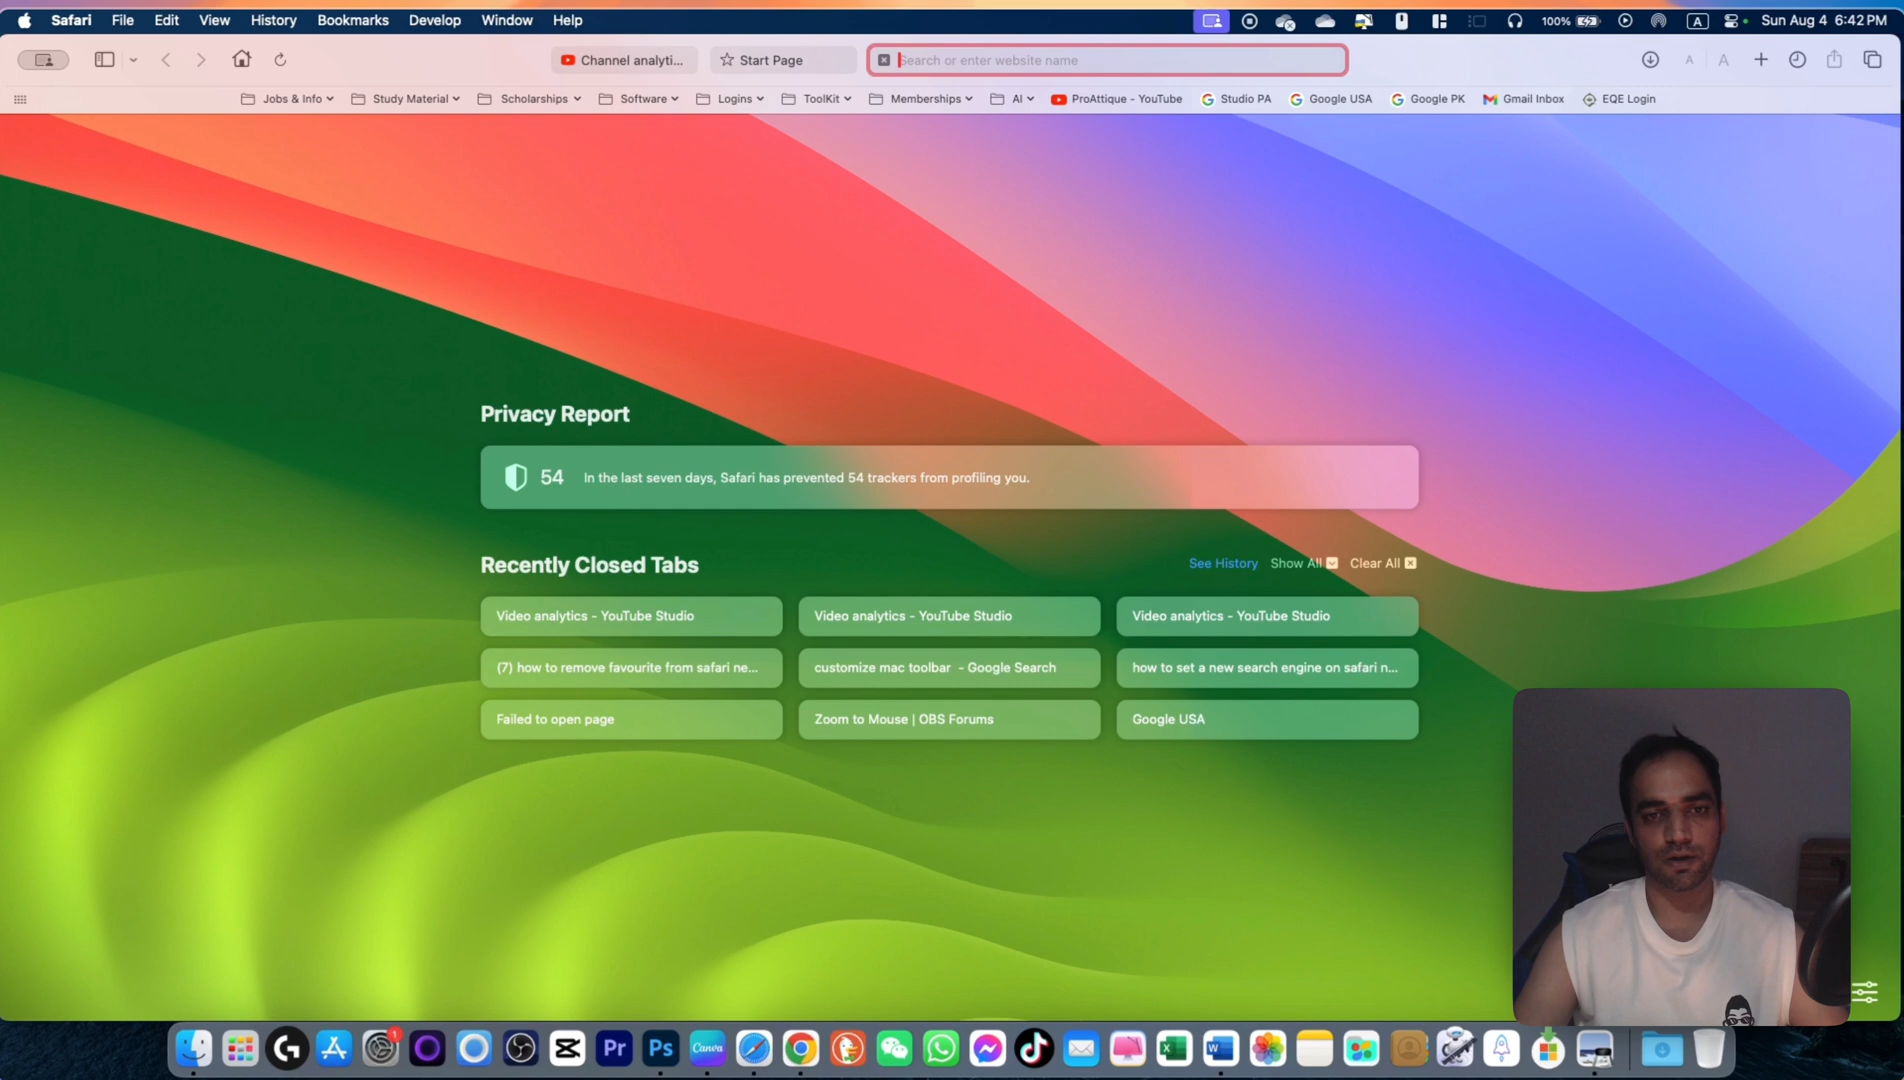 Safari File Edit View History Bookmarks Develop Window Help 100% A Sun Aug 4 6:42 PM
Channel analyti... Start Page Search or enter website name A A
Jobs & Info Study Material Scholarships Software Logins ToolKit Memberships AI ProAttique - YouTube Studio PA Google USA Google PK Gmail Inbox EQE Login
Privacy Report
54 In the last seven days, Safari has prevented 54 trackers from profiling you.
Recently Closed Tabs See History Show All Clear All
Video analytics - YouTube Studio Video analytics - YouTube Studio Video analytics - YouTube Studio
(7) how to remove favourite from safari ne... customize mac toolbar - Google Search how to set a new search engine on safari n...
Failed to open page Zoom to Mouse | OBS Forums Google USA
1 Pr Ps Canva X W